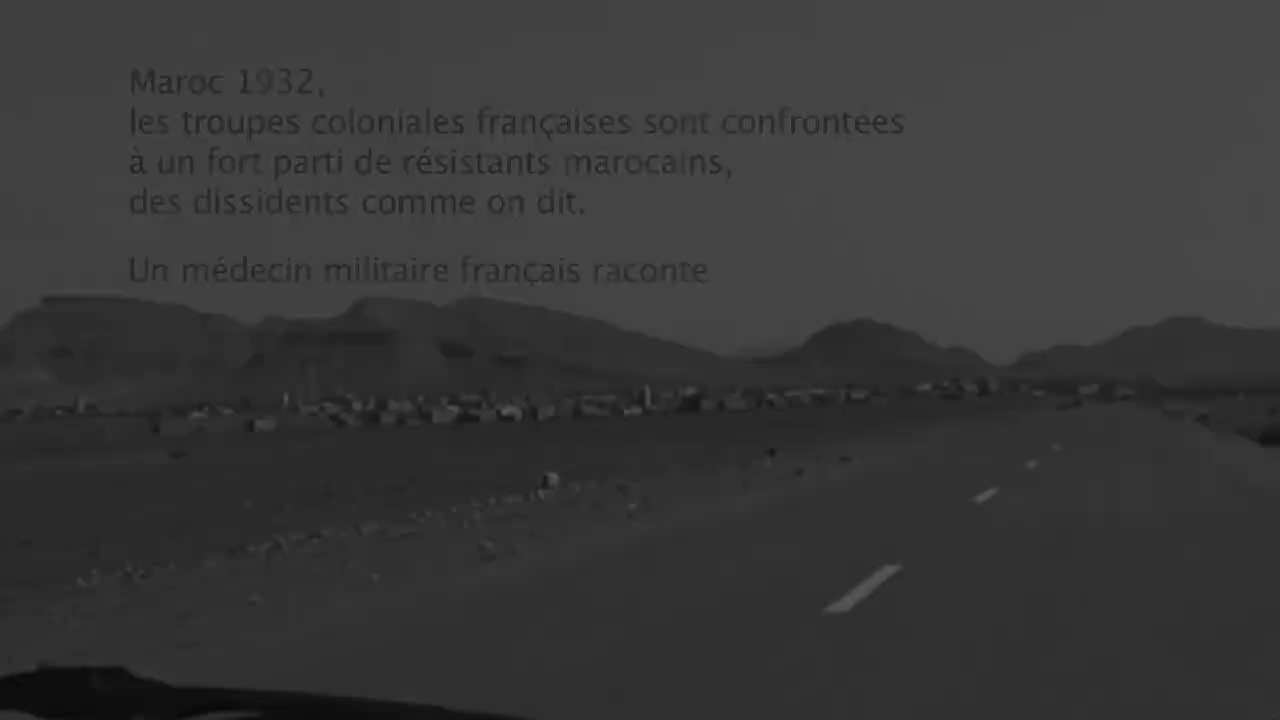 Maroc 1932,
les troupes coloniales françaises sont confrontées
à un fort parti de résistants marocains,
des dissidents comme on dit.
Un médecin militaire français raconte